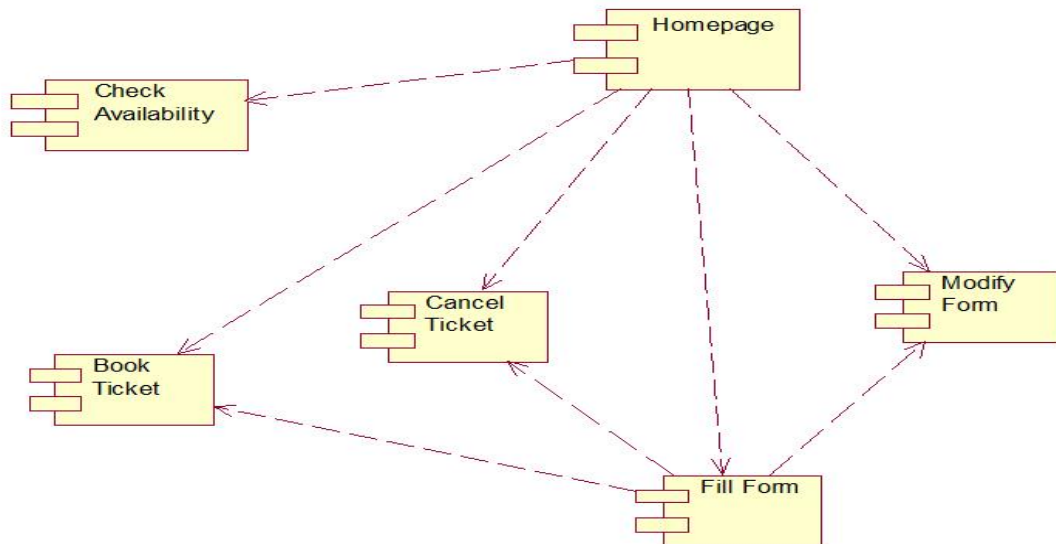 Homepage
Check
Availability
Cancel
Ticket
Modify
Form
Book
Ticket
Fill Form